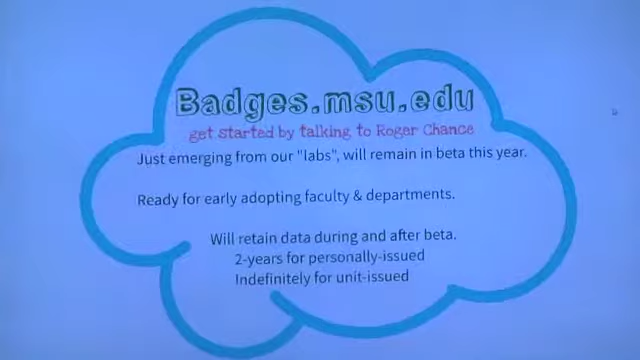 Badges.msu.edu
get started by talking to Roger Chance
Just emerging from our "labs", will remain in beta this year.
Ready for early adopting faculty & departments.
Will retain data during and after beta.
2-years for personally-issued
Indefinitely for unit-issued